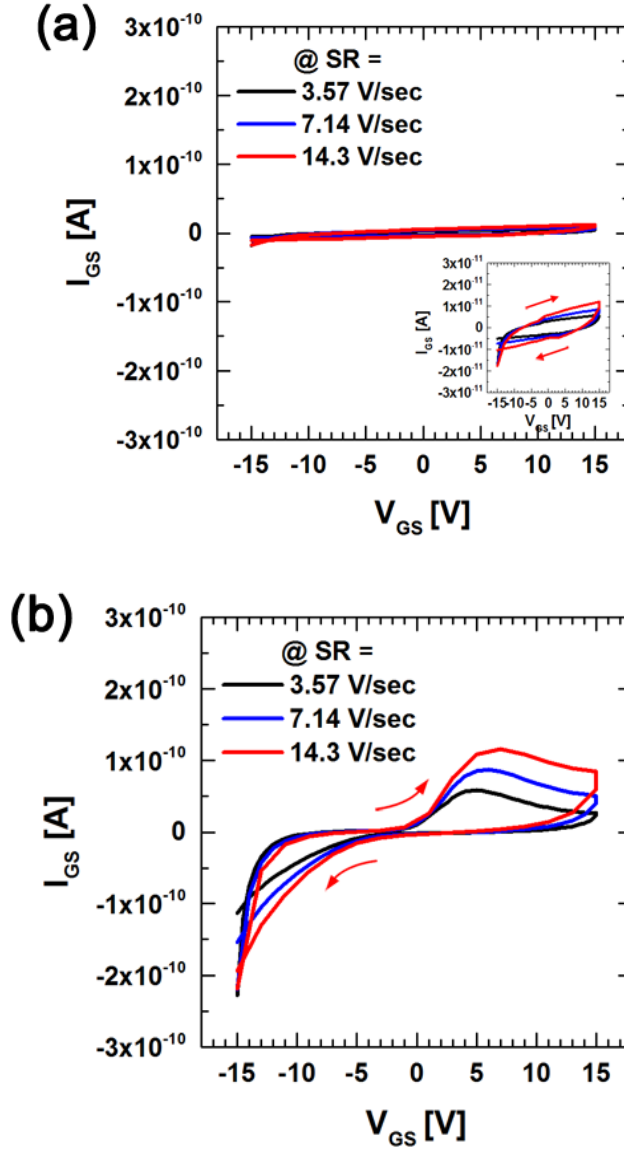 (a)
3x10⁻¹⁰
2x10⁻¹⁰
1x10⁻¹⁰
0
-1x10⁻¹⁰
-2x10⁻¹⁰
-3x10⁻¹⁰
I_GS [A]
@ SR =
3.57 V/sec
7.14 V/sec
14.3 V/sec
3x10⁻¹¹
2x10⁻¹¹
1x10⁻¹¹
0
-1x10⁻¹¹
-2x10⁻¹¹
-3x10⁻¹¹
I_GS [A]
-15 -10 -5 0 5 10 15
V_GS [V]
-15 -10 -5 0 5 10 15
V_GS [V]
(b)
3x10⁻¹⁰
2x10⁻¹⁰
1x10⁻¹⁰
0
-1x10⁻¹⁰
-2x10⁻¹⁰
-3x10⁻¹⁰
I_GS [A]
@ SR =
3.57 V/sec
7.14 V/sec
14.3 V/sec
-15 -10 -5 0 5 10 15
V_GS [V]